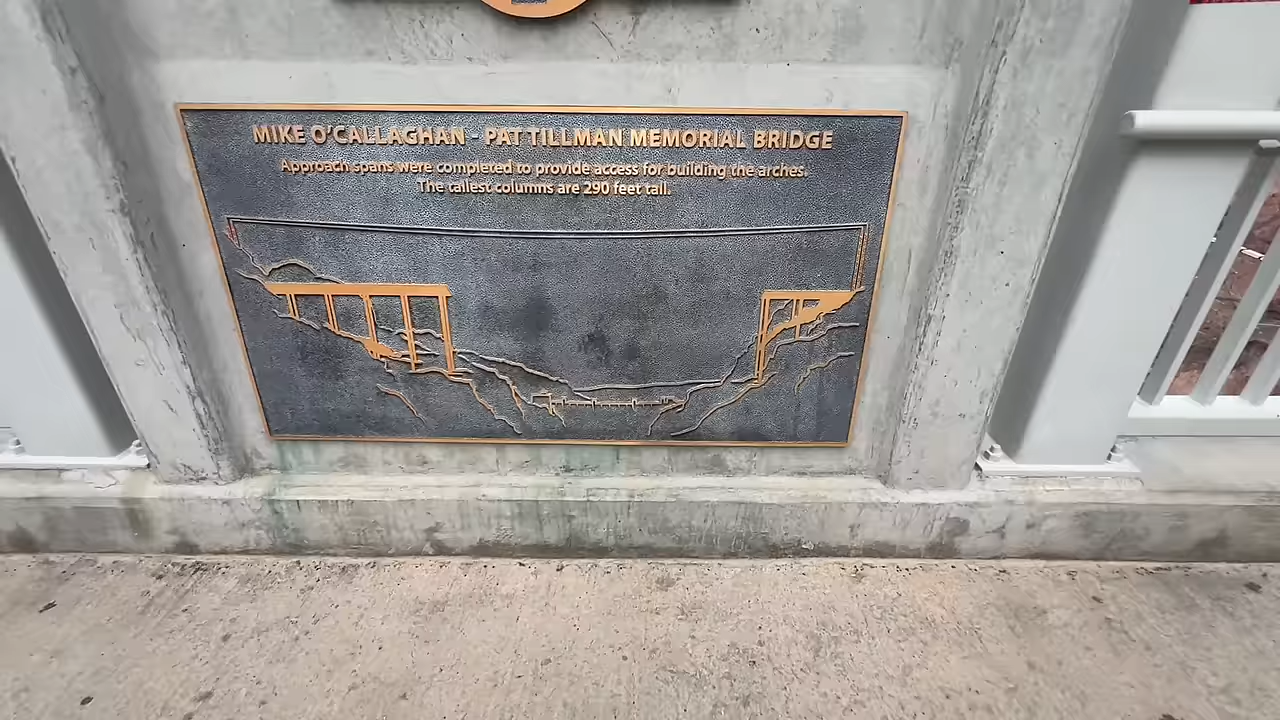 MIKE O'CALLAGHAN - PAT TILLMAN MEMORIAL BRIDGE
Approach spans were completed to provide access for building the arches.
The tallest columns are 290 feet tall.